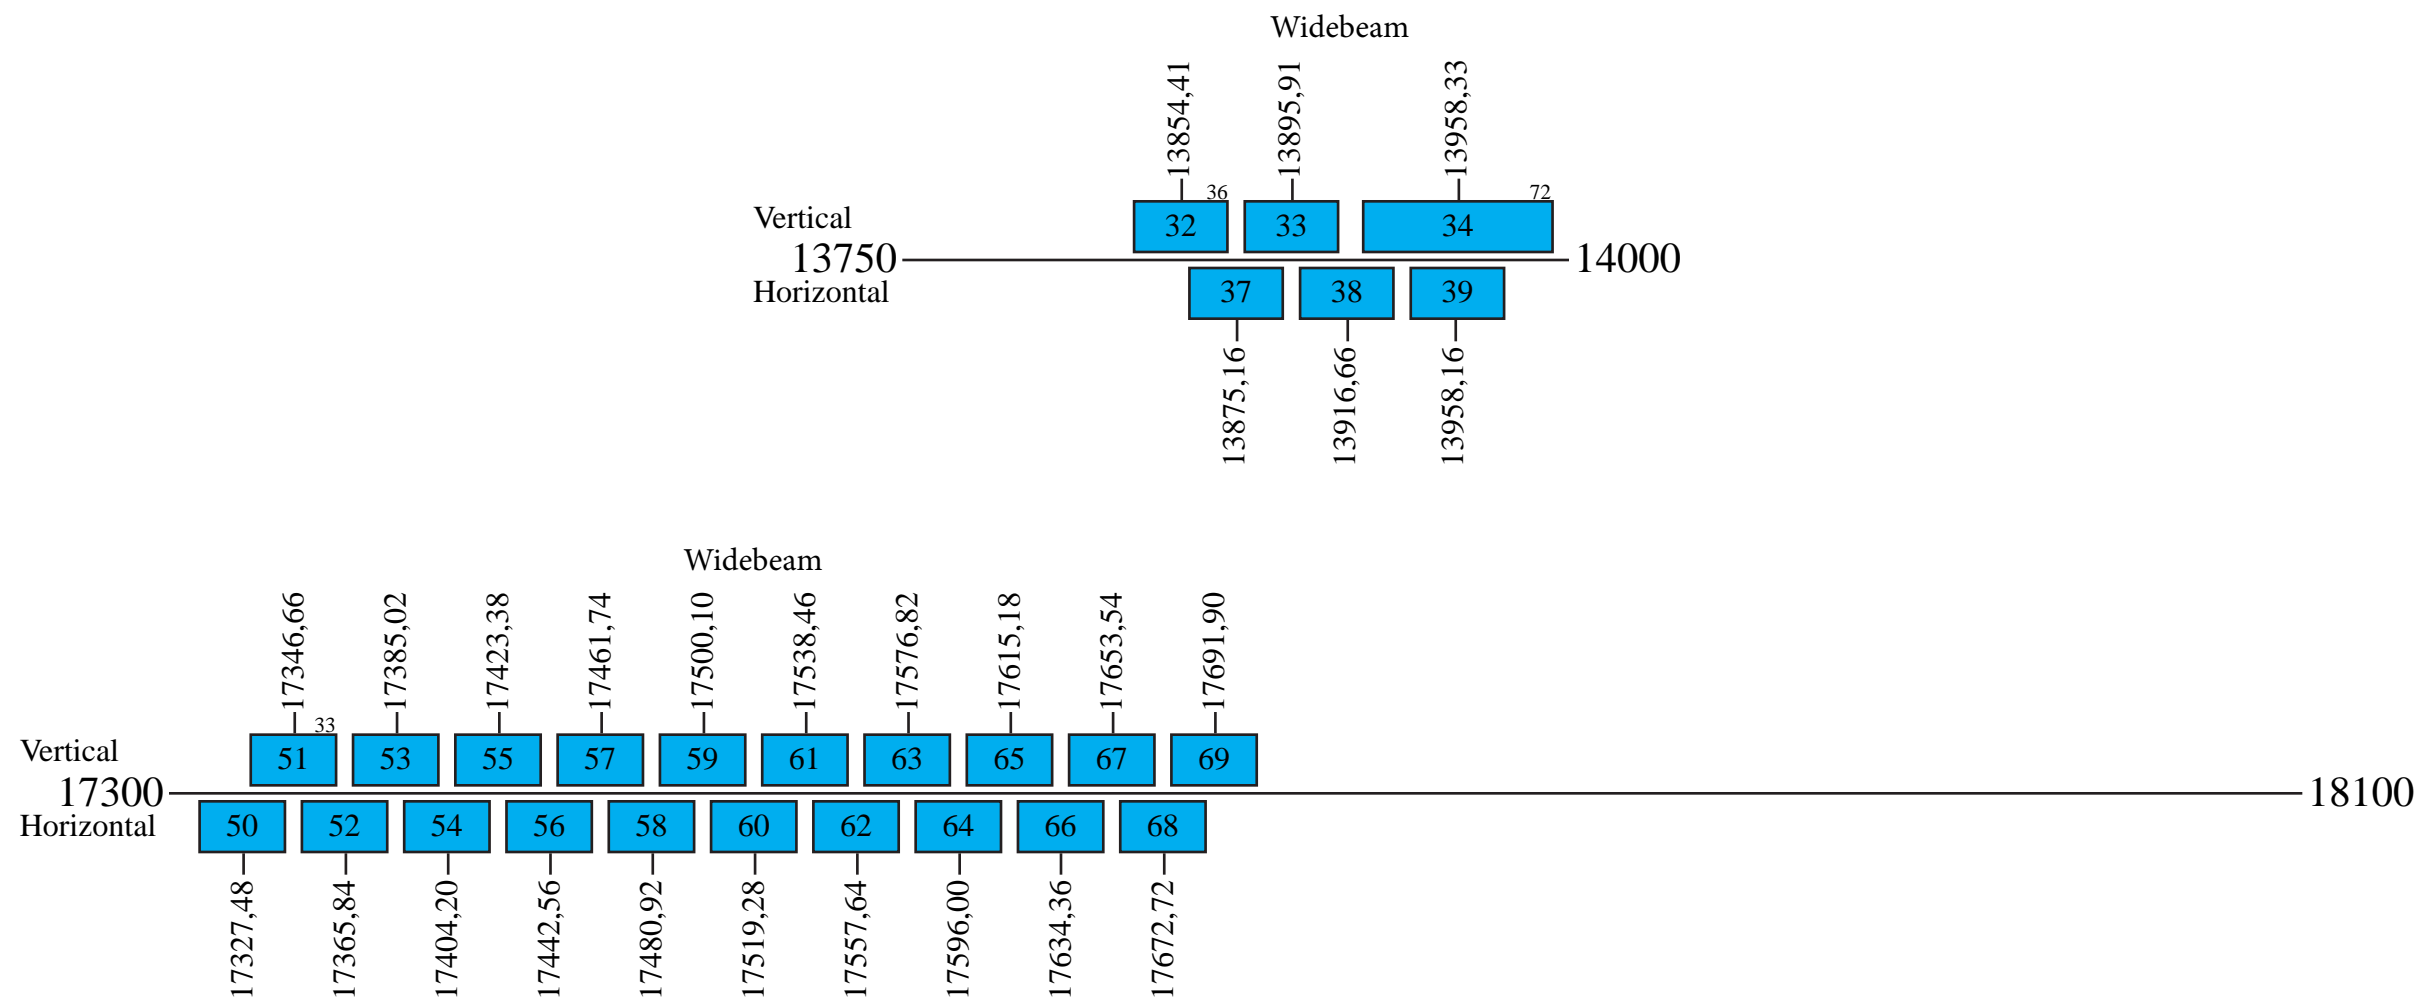 Widebeam
13854,41 13895,91 13958,33
36 72
Vertical 32 33 34
13750 14000
Horizontal 37 38 39
13875,16 13916,66 13958,16
Widebeam
17346,66 17385,02 17423,38 17461,74 17500,10 17538,46 17576,82 17615,18 17653,54 17691,90
33
Vertical 51 53 55 57 59 61 63 65 67 69
17300 18100
Horizontal 50 52 54 56 58 60 62 64 66 68
17327,48 17365,84 17404,20 17442,56 17480,92 17519,28 17557,64 17596,00 17634,36 17672,72